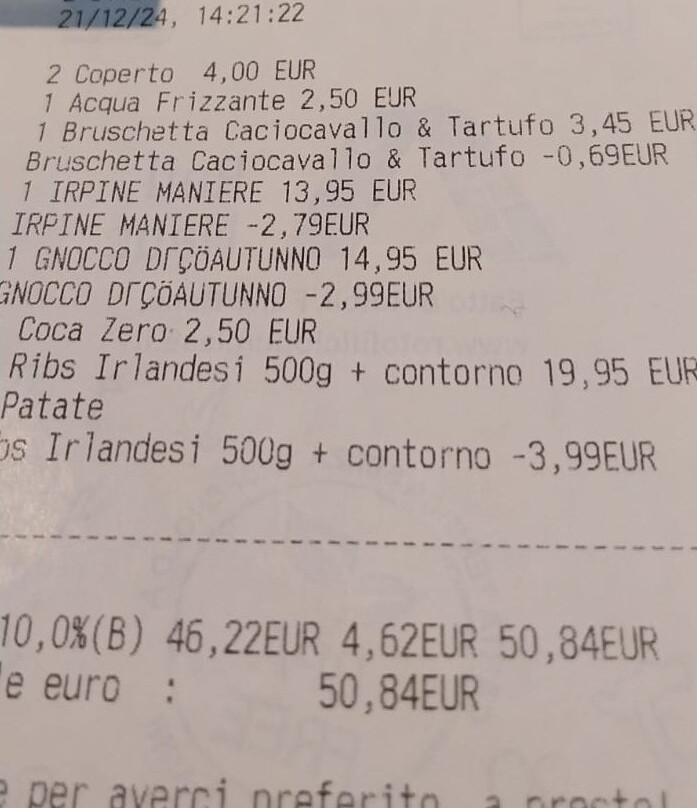 21/12/24, 14:21:22
2 Coperto 4,00 EUR
1 Acqua Frizzante 2,50 EUR
1 Bruschetta Caciocavallo & Tartufo 3,45 EUR
Bruschetta Caciocavallo & Tartufo -0,69EUR
1 IRPINE MANIERE 13,95 EUR
IRPINE MANIERE -2,79EUR
1 GNOCCO DΓÇÖAUTUNNO 14,95 EUR
GNOCCO DΓÇÖAUTUNNO -2,99EUR
Coca Zero 2,50 EUR
Ribs Irlandesi 500g + contorno 19,95 EUR
Patate
bs Irlandesi 500g + contorno -3,99EUR
10,0%(B) 46,22EUR 4,62EUR 50,84EUR
le euro : 50,84EUR
e per averci preferito, a presto!